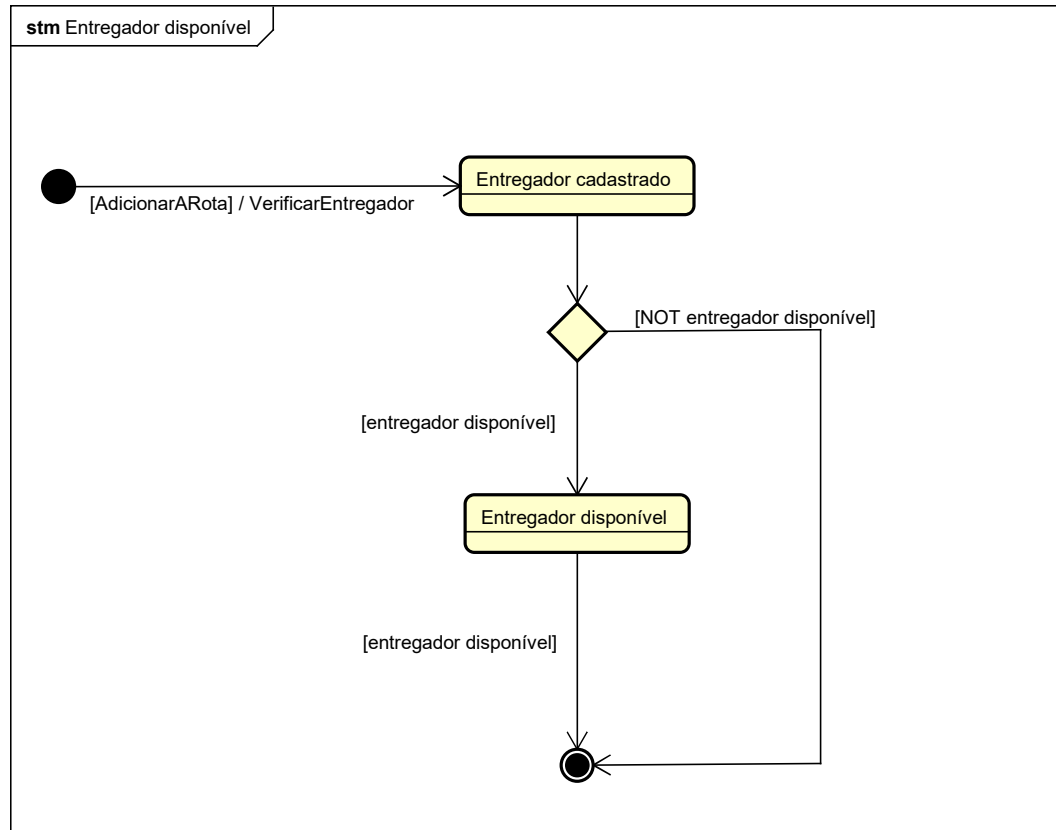 stm Entregador disponível
Entregador cadastrado
[AdicionarARota] / VerificarEntregador
[NOT entregador disponível]
[entregador disponível]
Entregador disponível
[entregador disponível]